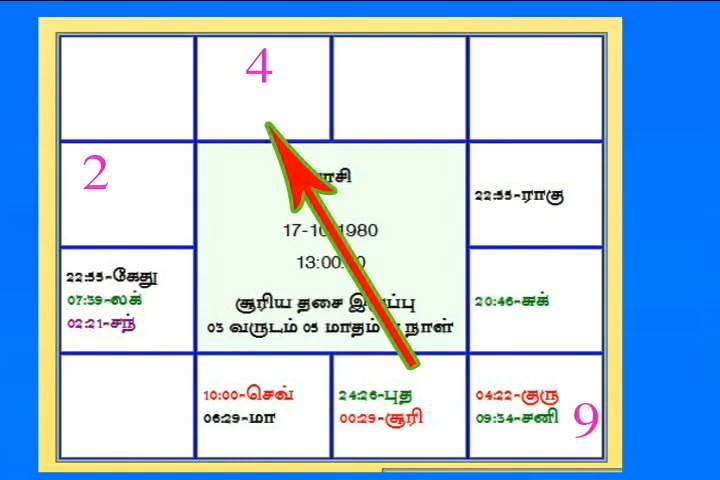 4
2
22:55-ராகு
17-10-1980
13:00:00
22:55-கேது
07:39-லக்
02:21-சந்
20:46-சுக்
சூரிய தசை இருப்பு
03 வருடம் 05 மாதம் நாள்
10:00-செவ்
06:29-மா
24:26-புத
00:29-சூரி
04:22-குரு
09:34-சனி
9